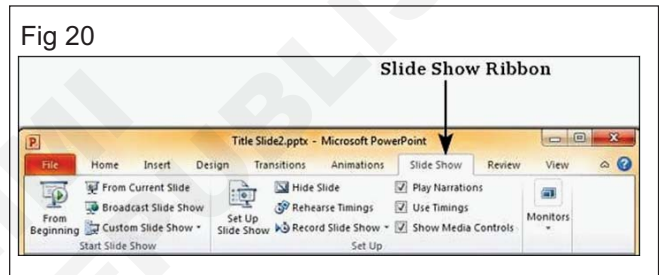 Fig 20
Slide Show Ribbon
P
Title Slide2.pptx - Microsoft PowerPoint
File Home Insert Design Transitions Animations Slide Show Review View
From Beginning
From Current Slide
Broadcast Slide Show
Custom Slide Show
Set Up Slide Show
Hide Slide
Rehearse Timings
Record Slide Show
Play Narrations
Use Timings
Show Media Controls
Monitors
Start Slide Show
Set Up